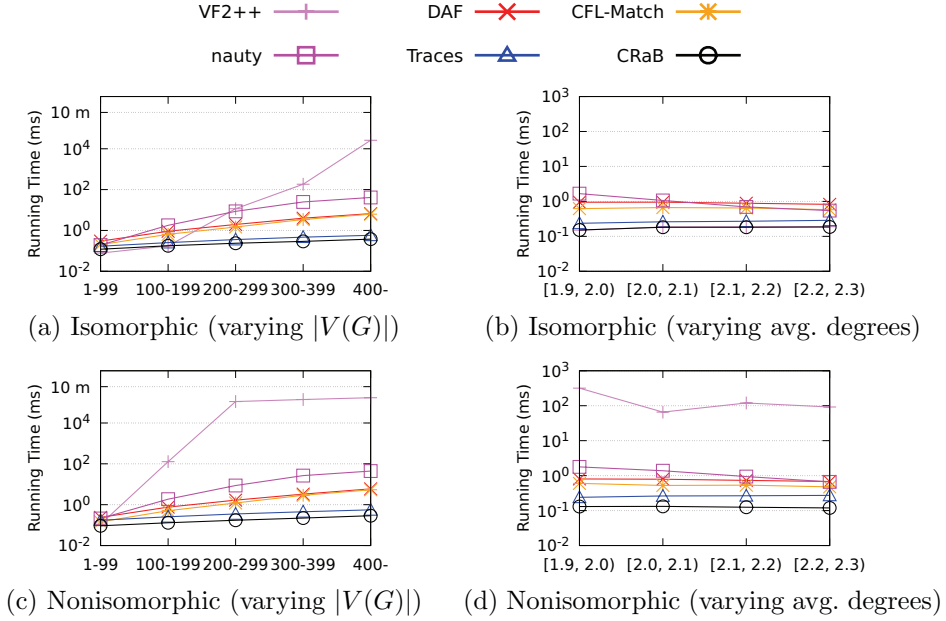 VF2++ DAF CFL-Match
nauty Traces CRaB
Running Time (ms)
10 m
10^4
10^2
10^0
10^-2
1-99 100-199 200-299 300-399 400-
(a) Isomorphic (varying |V(G)|)
Running Time (ms)
10^3
10^2
10^1
10^0
10^-1
10^-2
[1.9, 2.0) [2.0, 2.1) [2.1, 2.2) [2.2, 2.3)
(b) Isomorphic (varying avg. degrees)
Running Time (ms)
10 m
10^4
10^2
10^0
10^-2
1-99 100-199 200-299 300-399 400-
(c) Nonisomorphic (varying |V(G)|)
Running Time (ms)
10^3
10^2
10^1
10^0
10^-1
10^-2
[1.9, 2.0) [2.0, 2.1) [2.1, 2.2) [2.2, 2.3)
(d) Nonisomorphic (varying avg. degrees)